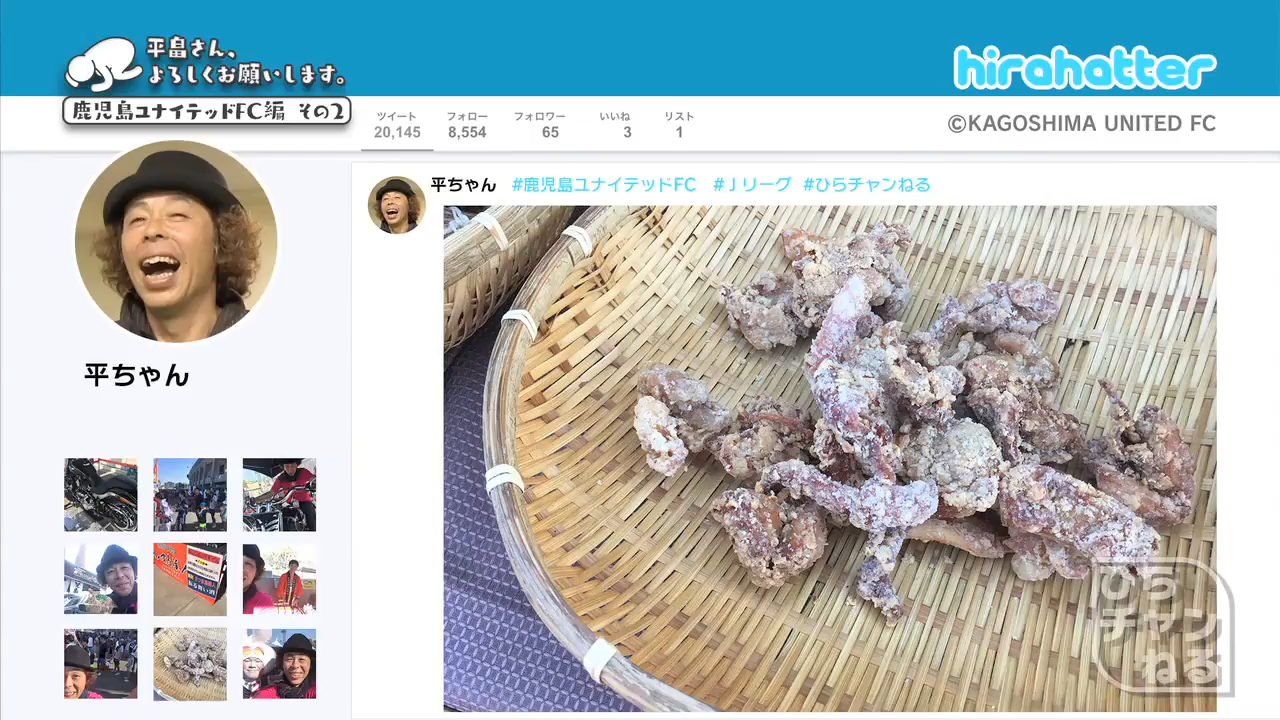 平畠さん、
よろしくお願いします。
鹿児島ユナイテッドFC編 その2
hirahatter
©KAGOSHIMA UNITED FC
ツイート フォロー フォロワー いいね リスト
20,145 8,554 65 3 1
平ちゃん #鹿児島ユナイテッドFC #Jリーグ #ひらチャンねる
平ちゃん
ひら
チャン
ねる